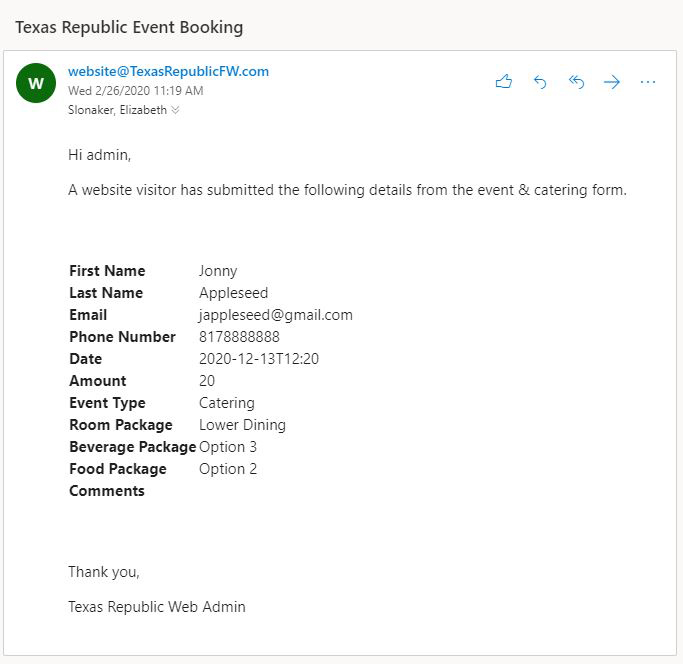 Texas Republic Event Booking
W
website@TexasRepublicFW.com
Wed 2/26/2020 11:19 AM
Slonaker, Elizabeth
Hi admin,
A website visitor has submitted the following details from the event & catering form.
First Name Jonny
Last Name Appleseed
Email jappleseed@gmail.com
Phone Number 8178888888
Date 2020-12-13T12:20
Amount 20
Event Type Catering
Room Package Lower Dining
Beverage Package Option 3
Food Package Option 2
Comments
Thank you,
Texas Republic Web Admin